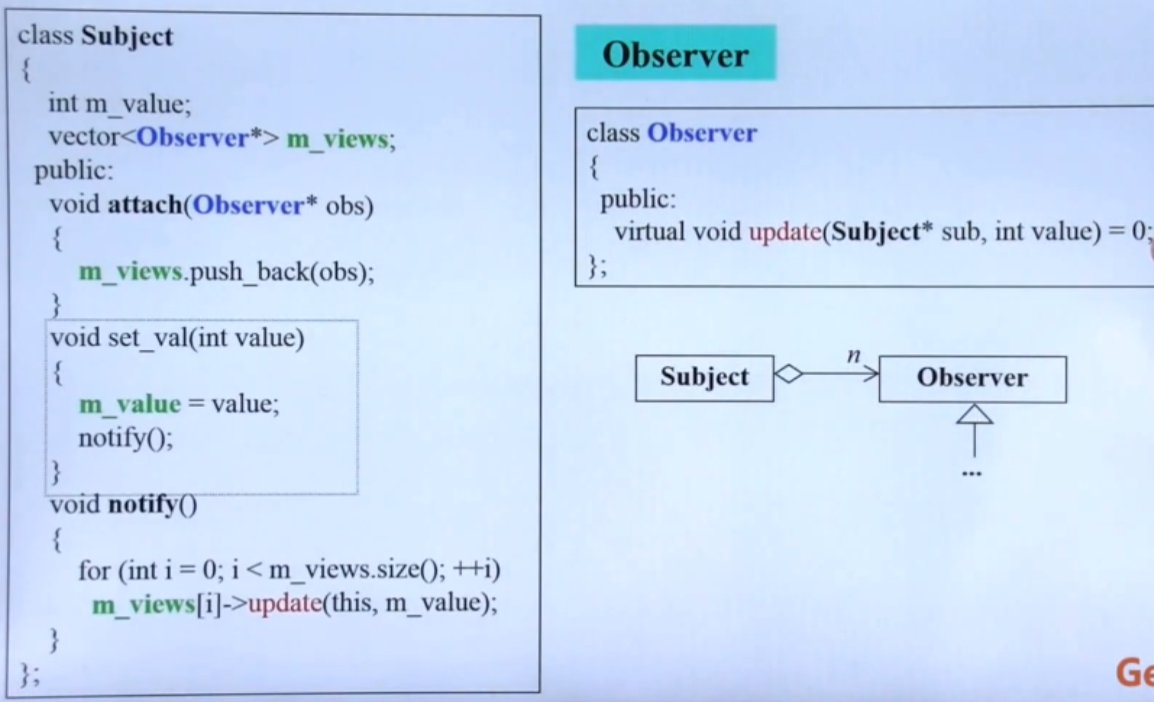 class Subject
{
int m_value;
vector<Observer*> m_views;
public:
void attach(Observer* obs)
{
m_views.push_back(obs);
}
void set_val(int value)
{
m_value = value;
notify();
}
void notify()
{
for (int i = 0; i < m_views.size(); ++i)
m_views[i]->update(this, m_value);
}
};
Observer
class Observer
{
public:
virtual void update(Subject* sub, int value) = 0;
};
Subject
n
Observer
...
Ge